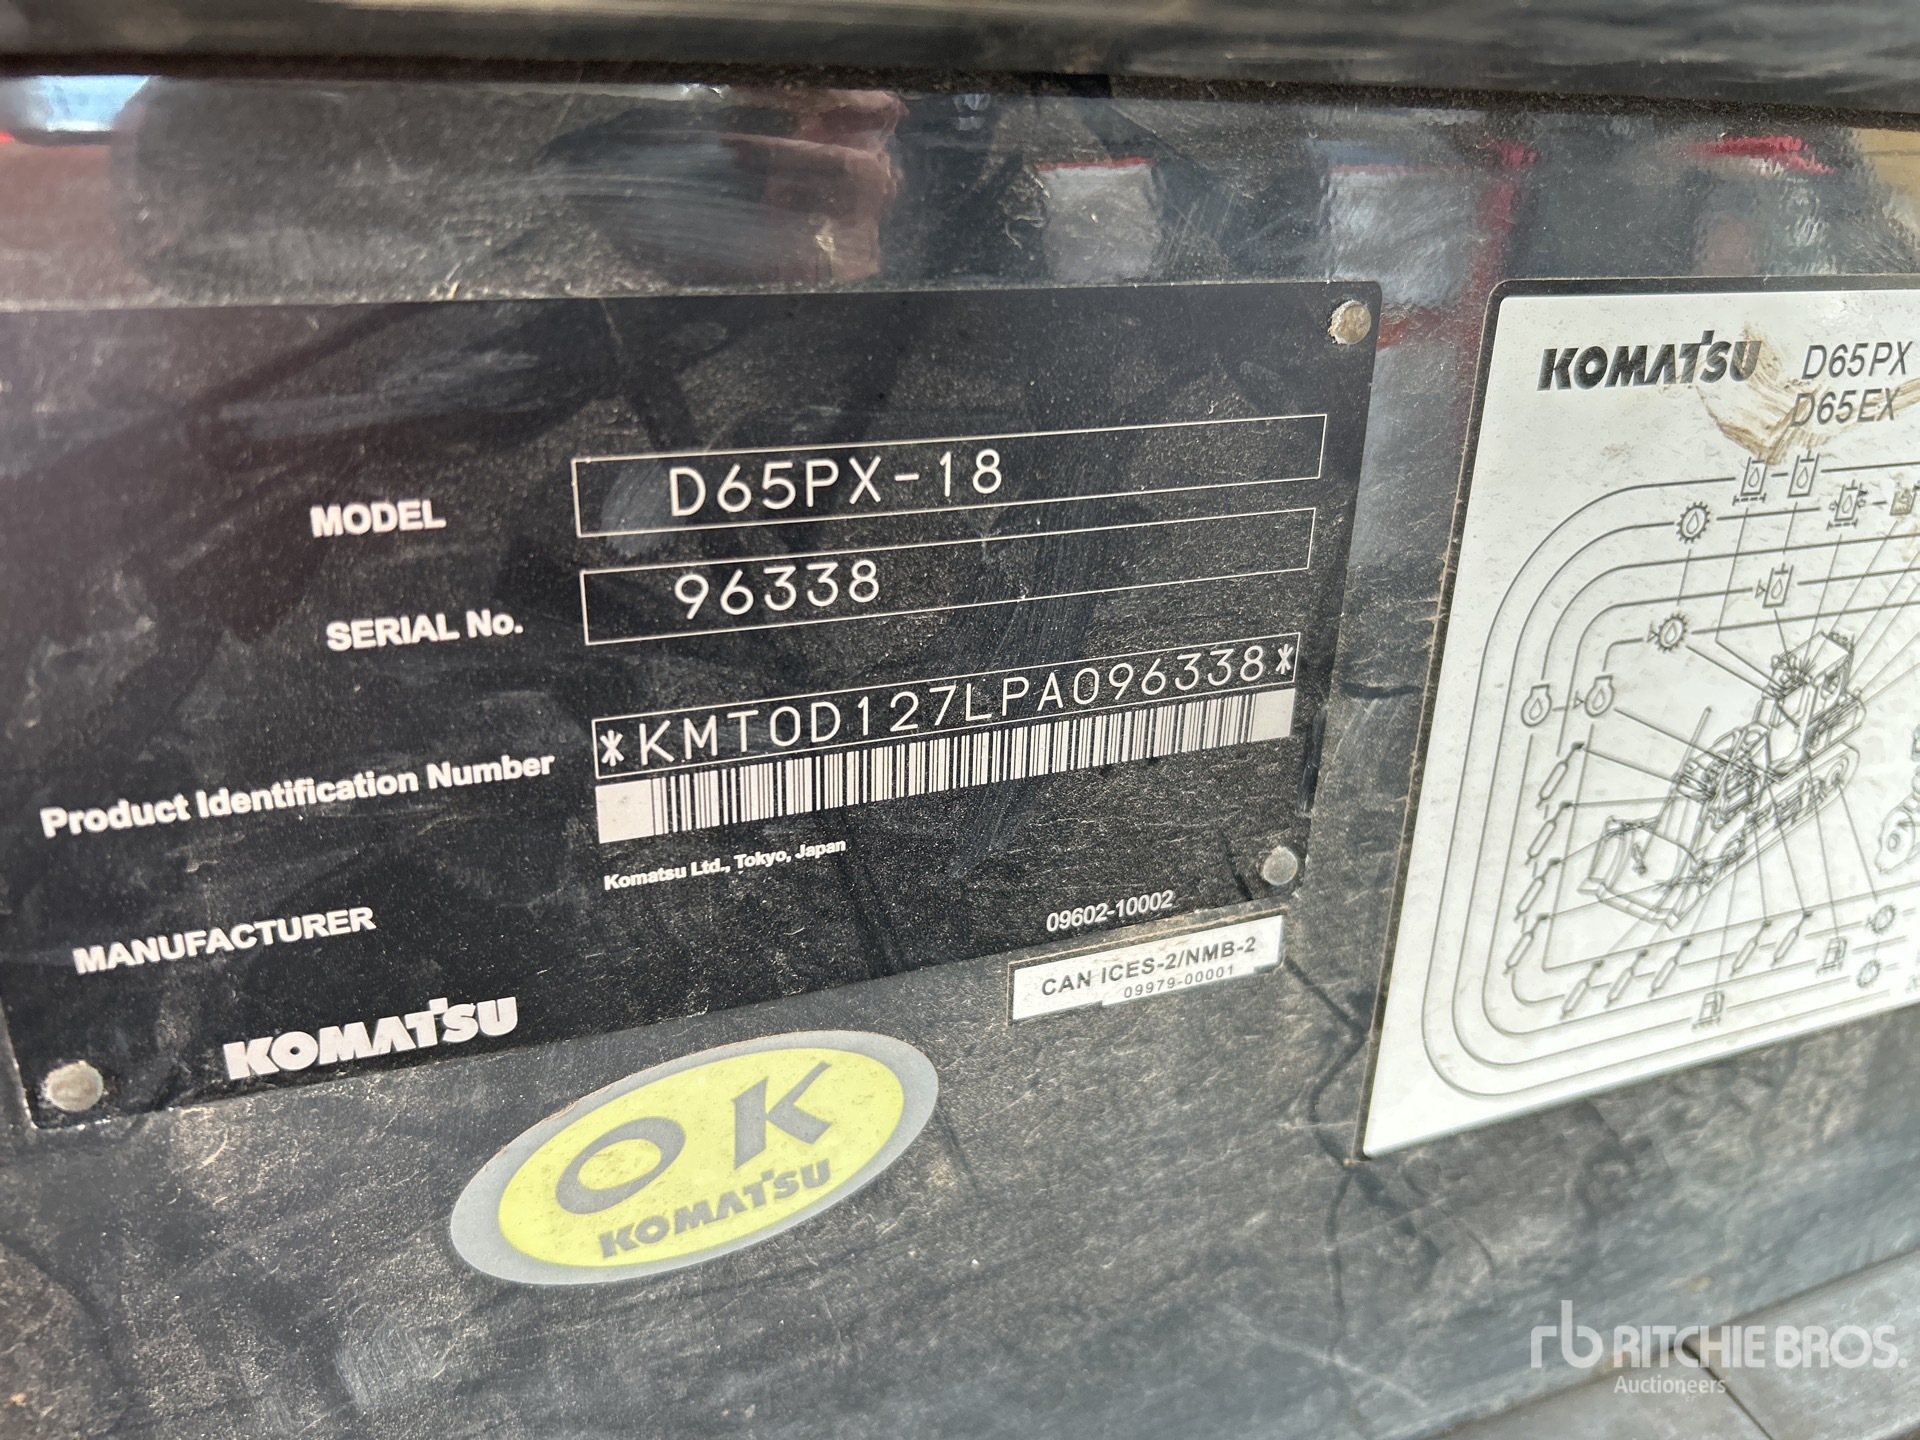 MODEL D65PX-18
SERIAL No. 96338
Product Identification Number *KMT0D127LPA096338*
MANUFACTURER Komatsu Ltd., Tokyo, Japan
09602-10002
KOMATSU
CAN ICES-2/NMB-2
09979-00001
OK
KOMATSU
KOMATSU D65PX
D65EX
rb RITCHIE BROS.
Auctioneers